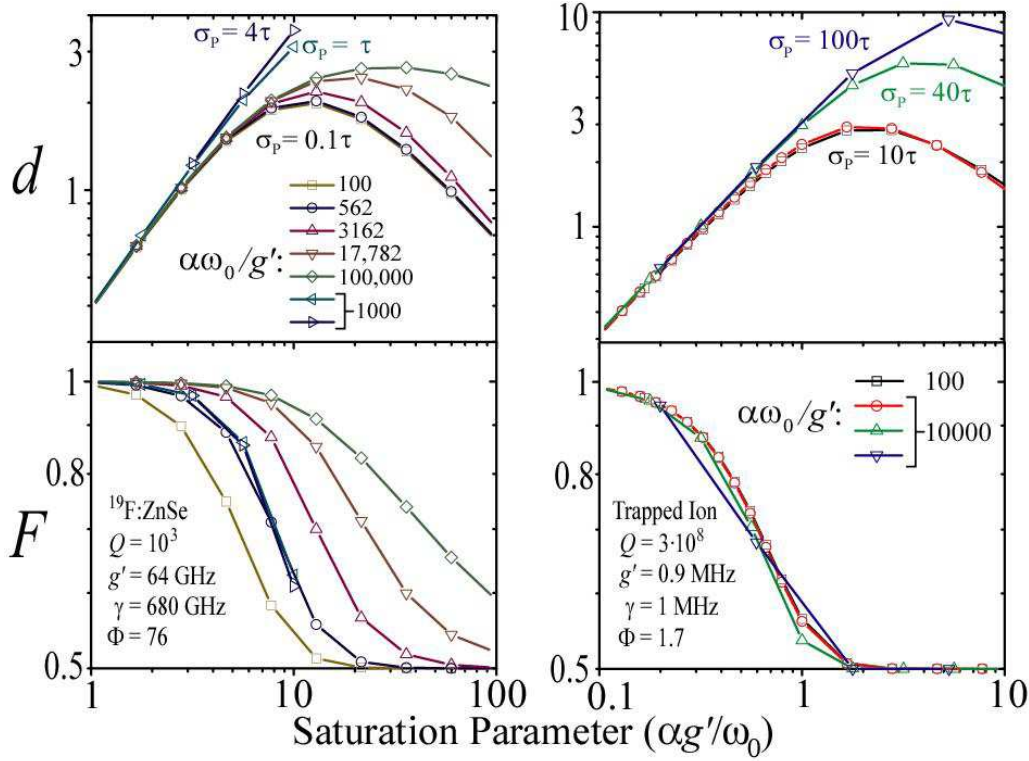 3
1
d
σP = 4τ
σP = τ
σP = 0.1τ
αω0/g′:
100
562
3162
17,782
100,000
1000
10
3
1
σP = 100τ
σP = 40τ
σP = 10τ
1
0.8
0.5
F
19F:ZnSe
Q = 10^3
g′ = 64 GHz
γ = 680 GHz
Φ = 76
1
10
100
1
0.8
0.5
αω0/g′:
100
10000
Trapped Ion
Q = 3·10^8
g′ = 0.9 MHz
γ = 1 MHz
Φ = 1.7
0.1
1
10
Saturation Parameter (αg′/ω0)